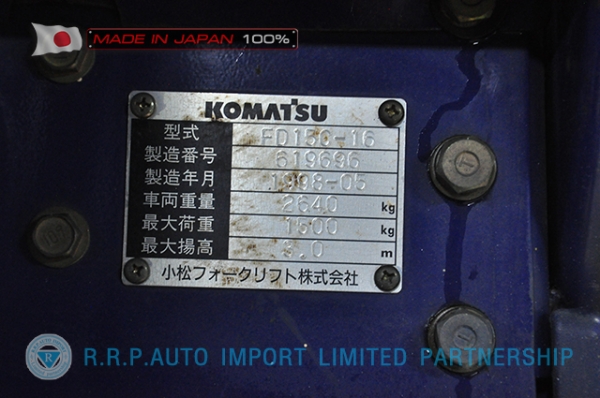 MADE IN JAPAN 100%
KOMATSU
型式 FD15C-16
製造番号 619696
製造年月 1998-05
車両重量 2640 kg
最大荷重 1500 kg
最大揚高 3.0 m
小松フォークリフト株式会社
R.R.P.AUTO IMPORT LIMITED PARTNERSHIP